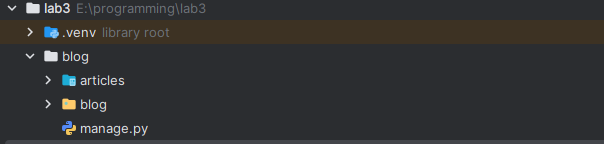 lab3 E:\programming\lab3
.venv library root
blog
articles
blog
manage.py